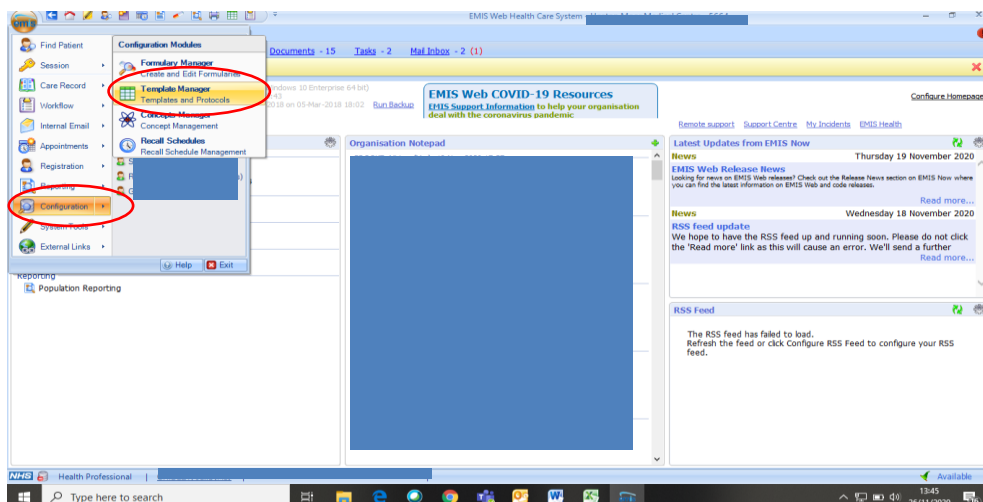 EMIS Web Health Care System -
Find Patient
Session
Care Record
Workflow
Internal Email
Appointments
Registration
Reporting
Configuration
System Tools
External Links
Help
Exit
Configuration Modules
Formulary Manager
Create and Edit Formularies
Template Manager
Templates and Protocols
Concepts Manager
Concept Management
Recall Schedules
Recall Schedule Management
Documents - 15
Tasks - 2
Mail Inbox - 2 (1)
indows 10 Enterprise 64 bit)
2018 on 05-Mar-2018 18:02
Run Backup
EMIS Web COVID-19 Resources
EMIS Support Information to help your organisation
deal with the coronavirus pandemic
Configure Homepage
Remote support
Support Centre
My Incidents
EMIS Health
Reporting
Population Reporting
Organisation Notepad
Latest Updates from EMIS Now
News
Thursday 19 November 2020
EMIS Web Release News
Looking for news on EMIS Web releases? Check out the Release News section on EMIS Now where
you can find the latest information on EMIS Web and code releases.
Read more...
News
Wednesday 18 November 2020
RSS feed update
We hope to have the RSS feed up and running soon. Please do not click
the 'Read more' link as this will cause an error. We'll send a further
Read more...
RSS Feed
The RSS feed has failed to load.
Refresh the feed or click Configure RSS Feed to configure your RSS
feed.
NHS
Health Professional
Available
Type here to search
13:45